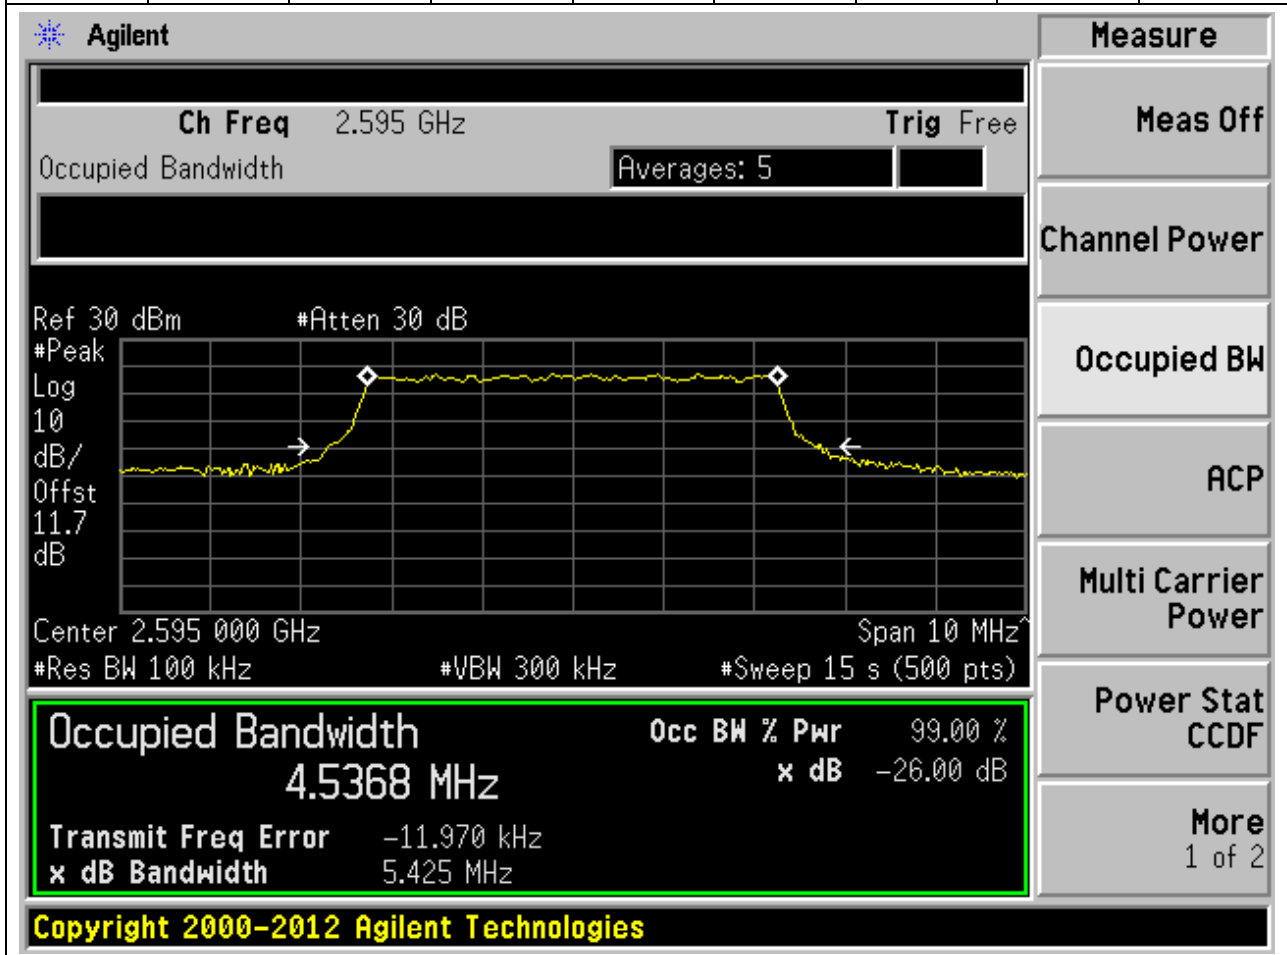 Agilent
Measure
Ch Freq 2.595 GHz Trig Free
Occupied Bandwidth Averages: 5
Meas Off
Channel Power
Occupied BW
ACP
Multi Carrier
Power
Power Stat
CCDF
More
1 of 2
Ref 30 dBm #Atten 30 dB
#Peak
Log
10
dB/
Offst
11.7
dB
Center 2.595 000 GHz Span 10 MHz^
#Res BW 100 kHz #VBW 300 kHz #Sweep 15 s (500 pts)
Occupied Bandwidth Occ BW % Pwr 99.00 %
4.5368 MHz x dB -26.00 dB
Transmit Freq Error -11.970 kHz
x dB Bandwidth 5.425 MHz
Copyright 2000-2012 Agilent Technologies